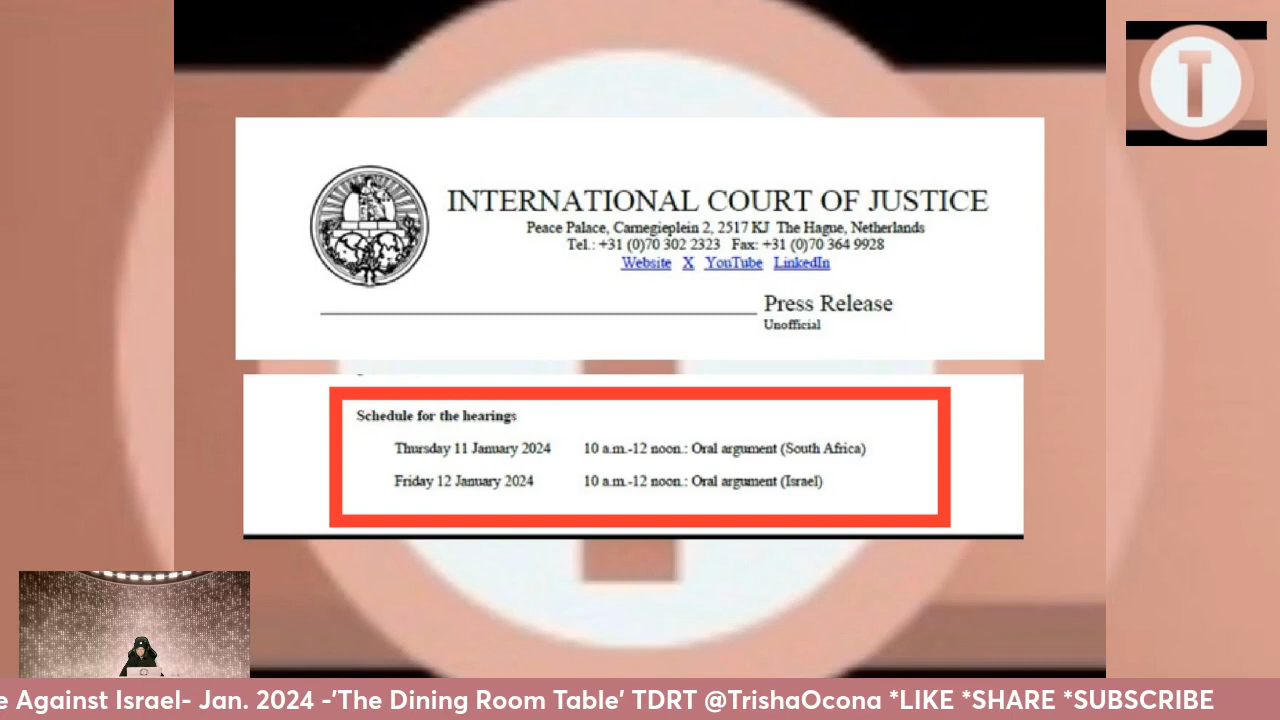 T
INTERNATIONAL COURT OF JUSTICE
Peace Palace, Carnegieplein 2, 2517 KJ The Hague, Netherlands
Tel.: +31 (0)70 302 2323 Fax: +31 (0)70 364 9928
Website X YouTube LinkedIn
Press Release
Unofficial
Schedule for the hearings
Thursday 11 January 2024 10 a.m.-12 noon.: Oral argument (South Africa)
Friday 12 January 2024 10 a.m.-12 noon.: Oral argument (Israel)
e Against Israel- Jan. 2024 -'The Dining Room Table' TDRT @TrishaOcona *LIKE *SHARE *SUBSCRIBE